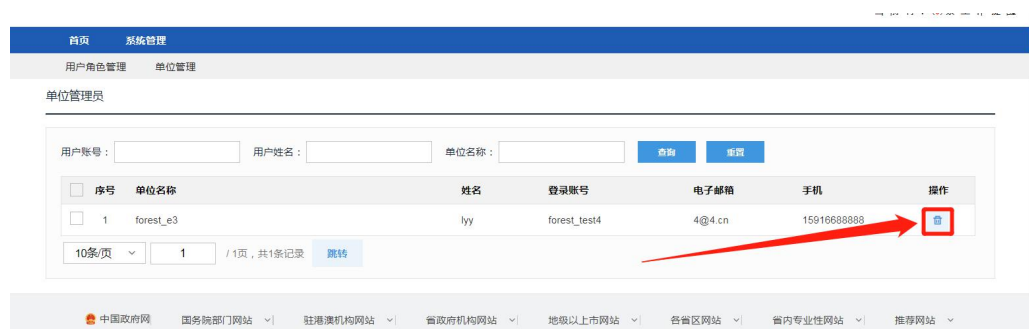 首页 系统管理
用户角色管理 单位管理
单位管理员
用户账号： 用户姓名： 单位名称： 查询 重置
序号 单位名称 姓名 登录账号 电子邮箱 手机 操作
1 forest_e3 lyy forest_test4 4@4.cn 15916688888
10条/页 1 / 1页，共1条记录 跳转
中国政府网 国务院部门网站 驻港澳机构网站 省政府机构网站 地级以上市网站 各省区网站 省内专业性网站 推荐网站